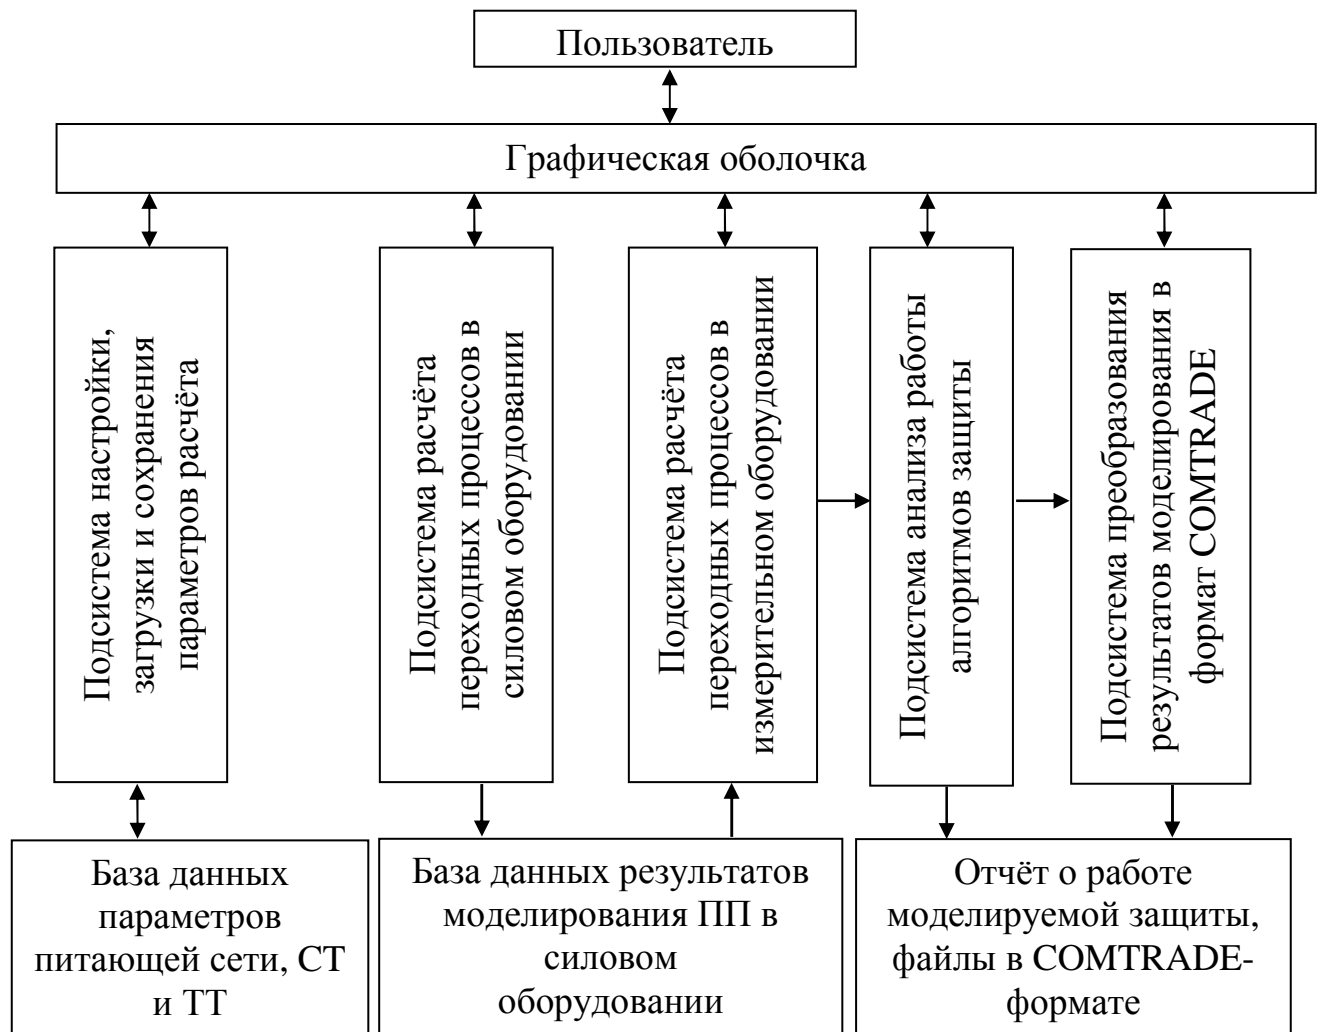 Пользователь
Графическая оболочка
Подсистема настройки,
загрузки и сохранения
параметров расчёта
Подсистема расчёта
переходных процессов в
силовом оборудовании
Подсистема расчёта
переходных процессов в
измерительном оборудовании
Подсистема анализа работы
алгоритмов защиты
Подсистема преобразования
результатов моделирования в
формат COMTRADE
База данных
параметров
питающей сети, СТ
и ТТ
База данных результатов
моделирования ПП в
силовом
оборудовании
Отчёт о работе
моделируемой защиты,
файлы в COMTRADE-
формате